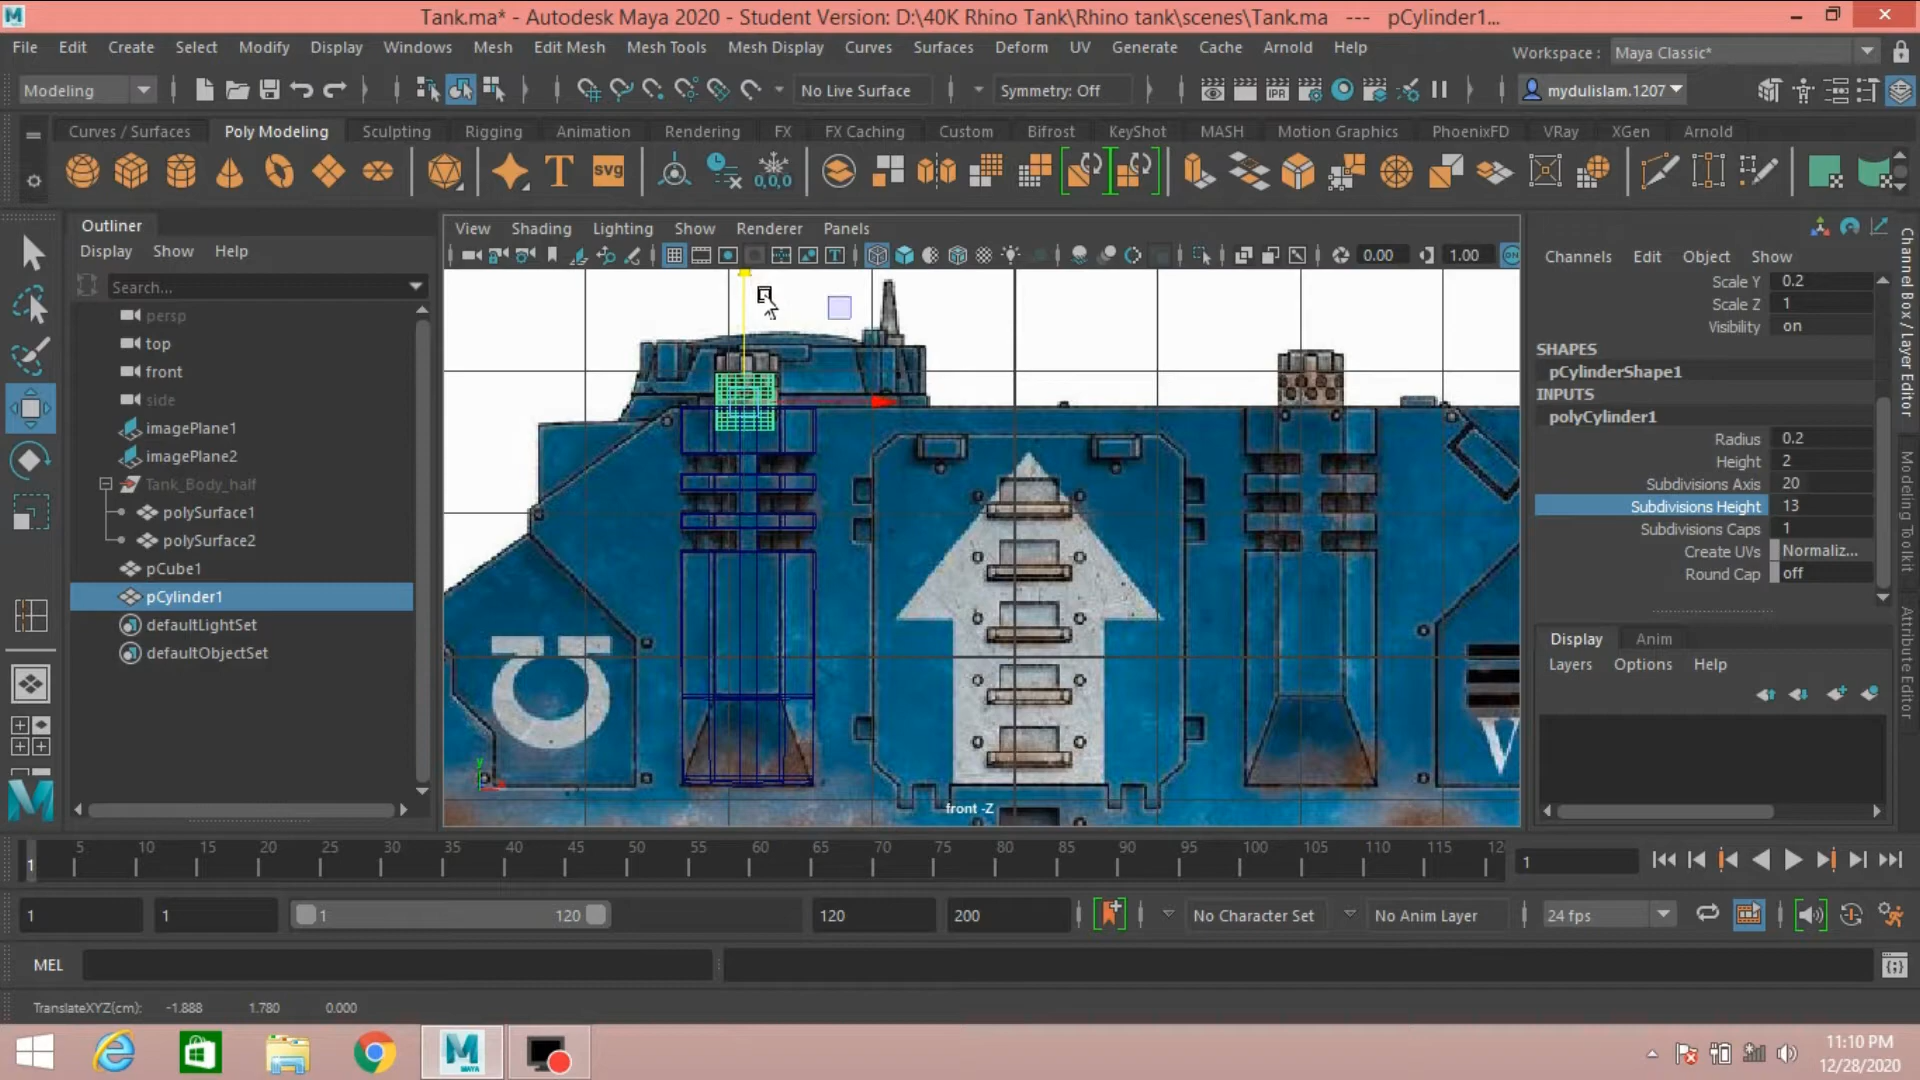 Tank.ma* - Autodesk Maya 2020 - Student Version: D:\40K Rhino Tank\Rhino tank\scenes\Tank.ma --- pCylinder1...
File Edit Create Select Modify Display Windows Mesh Edit Mesh Mesh Tools Mesh Display Curves Surfaces Deform UV Generate Cache Arnold Help
Workspace : Maya Classic*
Modeling
No Live Surface
Symmetry: Off
IPR
mydulislam.1207
Curves / Surfaces Poly Modeling Sculpting Rigging Animation Rendering FX FX Caching Custom Bifrost KeyShot MASH Motion Graphics PhoenixFD VRay XGen Arnold
T
svg
0,0,0
Outliner
Display Show Help
Search...
persp
top
front
side
imagePlane1
imagePlane2
Tank_Body_half
polySurface1
polySurface2
pCube1
pCylinder1
defaultLightSet
defaultObjectSet
View Shading Lighting Show Renderer Panels
0.00
1.00
ON
V
y
front -Z
Channels Edit Object Show
Scale Y 0.2
Scale Z 1
Visibility on
SHAPES
pCylinderShape1
INPUTS
polyCylinder1
Radius 0.2
Height 2
Subdivisions Axis 20
Subdivisions Height 13
Subdivisions Caps 1
Create UVs Normaliz...
Round Cap off
Display Anim
Layers Options Help
Channel Box / Layer Editor
Modeling Toolkit
Attribute Editor
1 5 10 15 20 25 30 35 40 45 50 55 60 65 70 75 80 85 90 95 100 105 110 115 12
1
1
1
1 120
120
200
No Character Set
No Anim Layer
24 fps
MEL
TranslateXYZ(cm): -1.888 1.780 0.000
MAYA
11:10 PM
12/28/2020